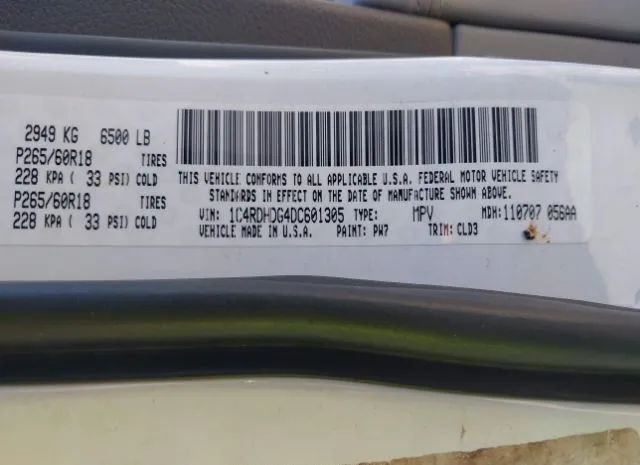 2949 KG 6500 LB
P265/60R18 TIRES
228 KPA ( 33 PSI) COLD
P265/60R18 TIRES
228 KPA ( 33 PSI) COLD
THIS VEHICLE CONFORMS TO ALL APPLICABLE U.S.A. FEDERAL MOTOR VEHICLE SAFETY
STANDARDS IN EFFECT ON THE DATE OF MANUFACTURE SHOWN ABOVE.
VIN: 1C4RDHDG4DC601305 TYPE: MPV MDH:110707 056AA
VEHICLE MADE IN U.S.A. PAINT: PW7 TRIM: CLD3